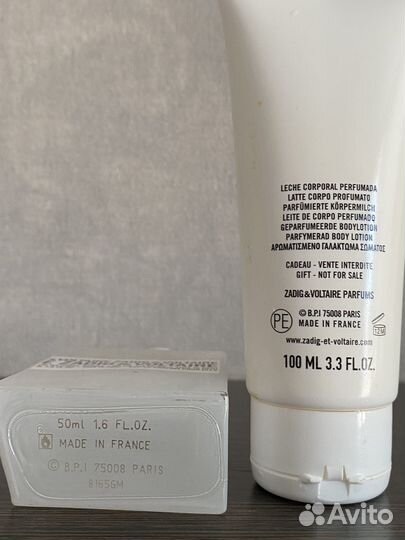 LECHE CORPORAL PERFUMADA
LATTE CORPO PROFUMATO
PARFÜMIERTE KÖRPERMILCH
LEITE DE CORPO PERFUMADO
GEPARFUMEERDE BODYLOTION
PARFYMERAD BODY LOTION
ΑΡΩΜΑΤΙΣΜΕΝΟ ΓΑΛΑΚΤΩΜΑ ΣΩΜΑΤΟΣ
CADEAU - VENTE INTERDITE
GIFT - NOT FOR SALE
ZADIG&VOLTAIRE PARFUMS
PE
© B.P.I 75008 PARIS
MADE IN FRANCE
12M
www.zadig-et-voltaire.com
100 ML 3.3 FL.OZ.
50ml 1.6 FL.OZ.
MADE IN FRANCE
© B.P.I 75008 PARIS
8165GM
Avito